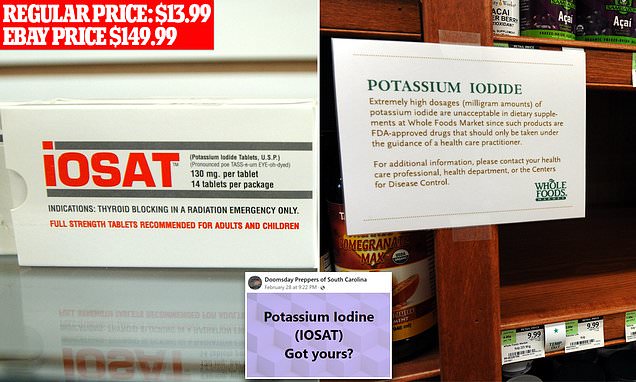 REGULAR PRICE: $13.99
EBAY PRICE $149.99
iOSAT™
(Potassium Iodide Tablets, U.S.P.)
(Pronounced poe TASS-e-um EYE-oh-dyed)
130 mg. per tablet
14 tablets per package
INDICATIONS: THYROID BLOCKING IN A RADIATION EMERGENCY ONLY.
FULL STRENGTH TABLETS RECOMMENDED FOR ADULTS AND CHILDREN
AÇAI
Açai
POTASSIUM IODIDE
Extremely high dosages (milligram amounts) of
potassium iodide are unacceptable in dietary supple-
ments at Whole Foods Market since such products are
FDA-approved drugs that should only be taken under
the guidance of a health care practitioner.
For additional information, please contact your health
care professional, health department, or the Centers
for Disease Control.
WHOLE
FOODS
MARKET
POMEGRANATE
MAX
9.99
9.99
Doomsday Preppers of South Carolina
February 28 at 9:22 PM
Potassium Iodine
(IOSAT)
Got yours?